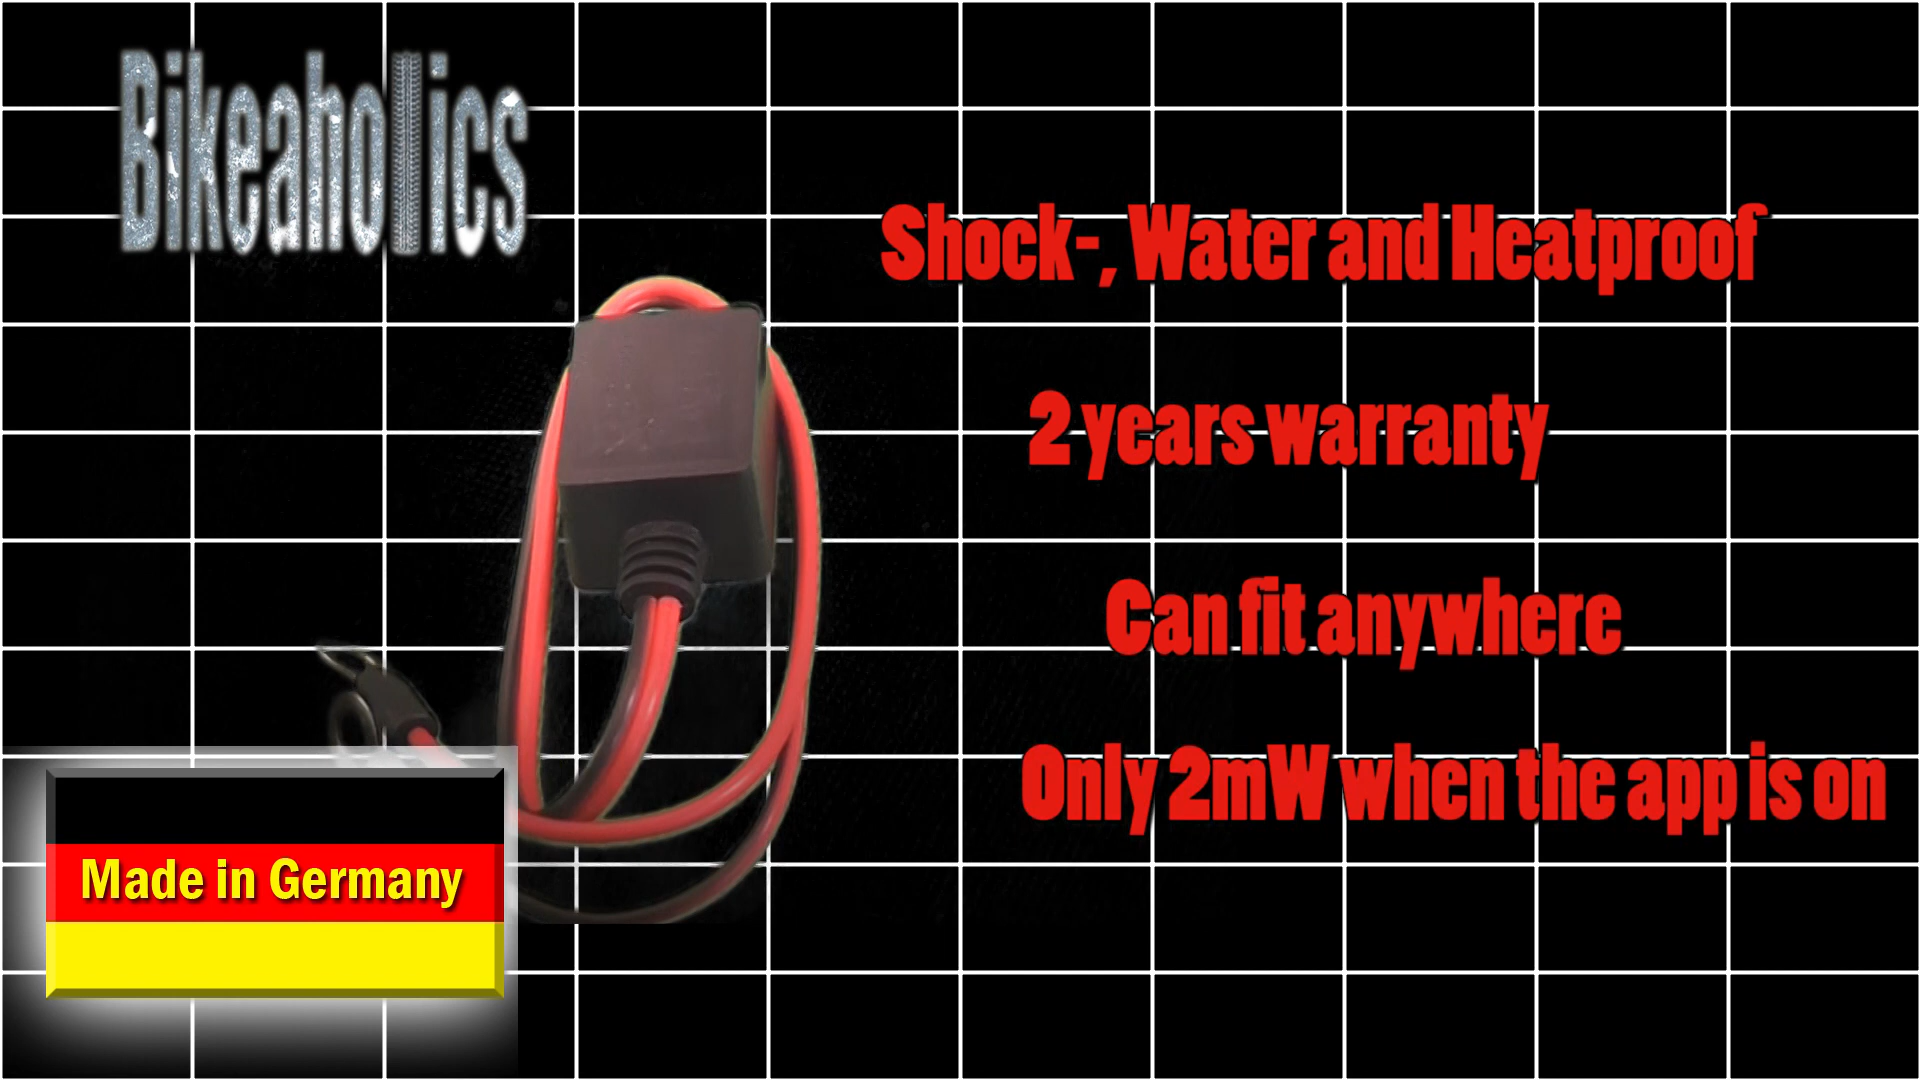 Bikeaholics
Shock-, Water and Heatproof
2 years warranty
Can fit anywhere
Only 2mW when the app is on
Made in Germany